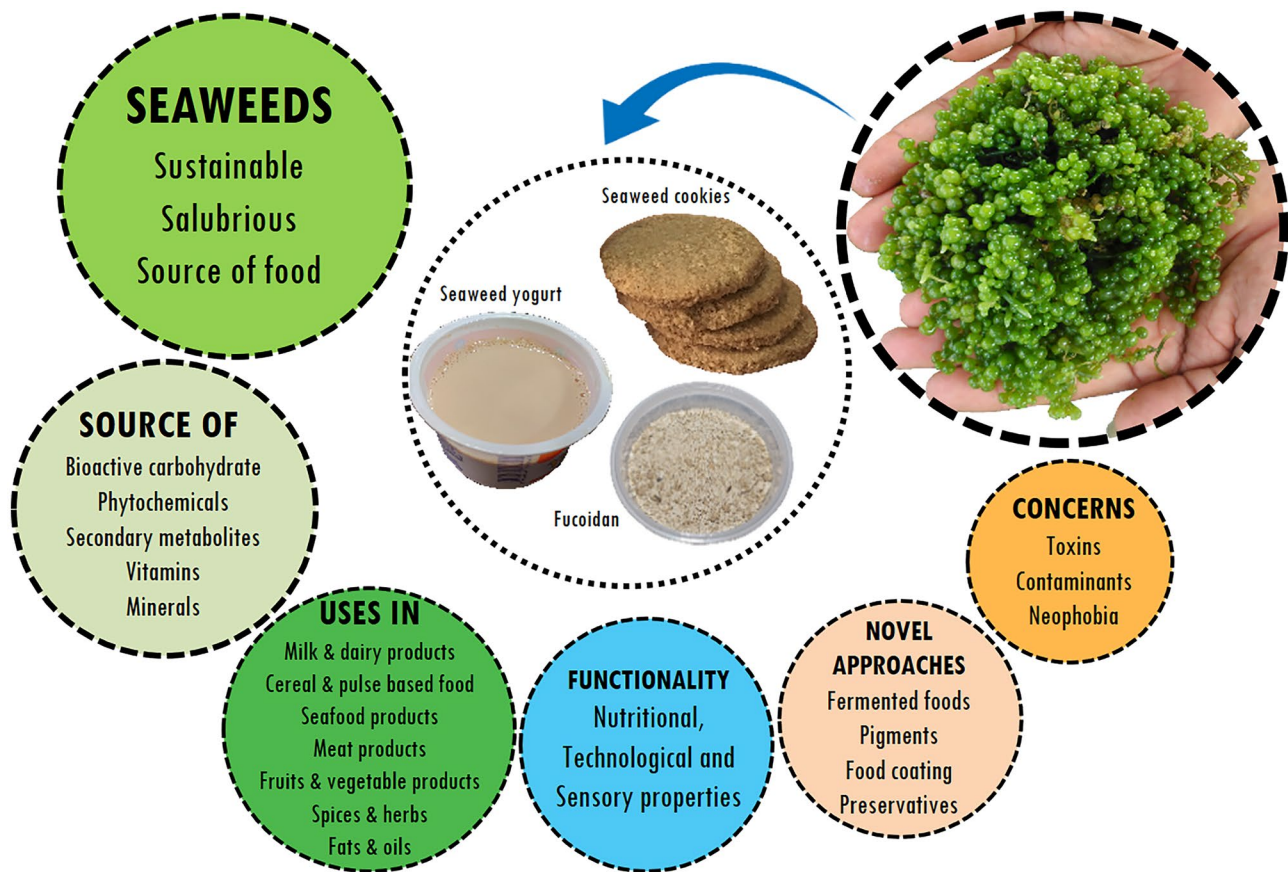 SEAWEEDS
Sustainable
Salubrious
Source of food
Seaweed cookies
Seaweed yogurt
Fucoidan
SOURCE OF
Bioactive carbohydrate
Phytochemicals
Secondary metabolites
Vitamins
Minerals
USES IN
Milk & dairy products
Cereal & pulse based food
Seafood products
Meat products
Fruits & vegetable products
Spices & herbs
Fats & oils
FUNCTIONALITY
Nutritional,
Technological and
Sensory properties
NOVEL
APPROACHES
Fermented foods
Pigments
Food coating
Preservatives
CONCERNS
Toxins
Contaminants
Neophobia